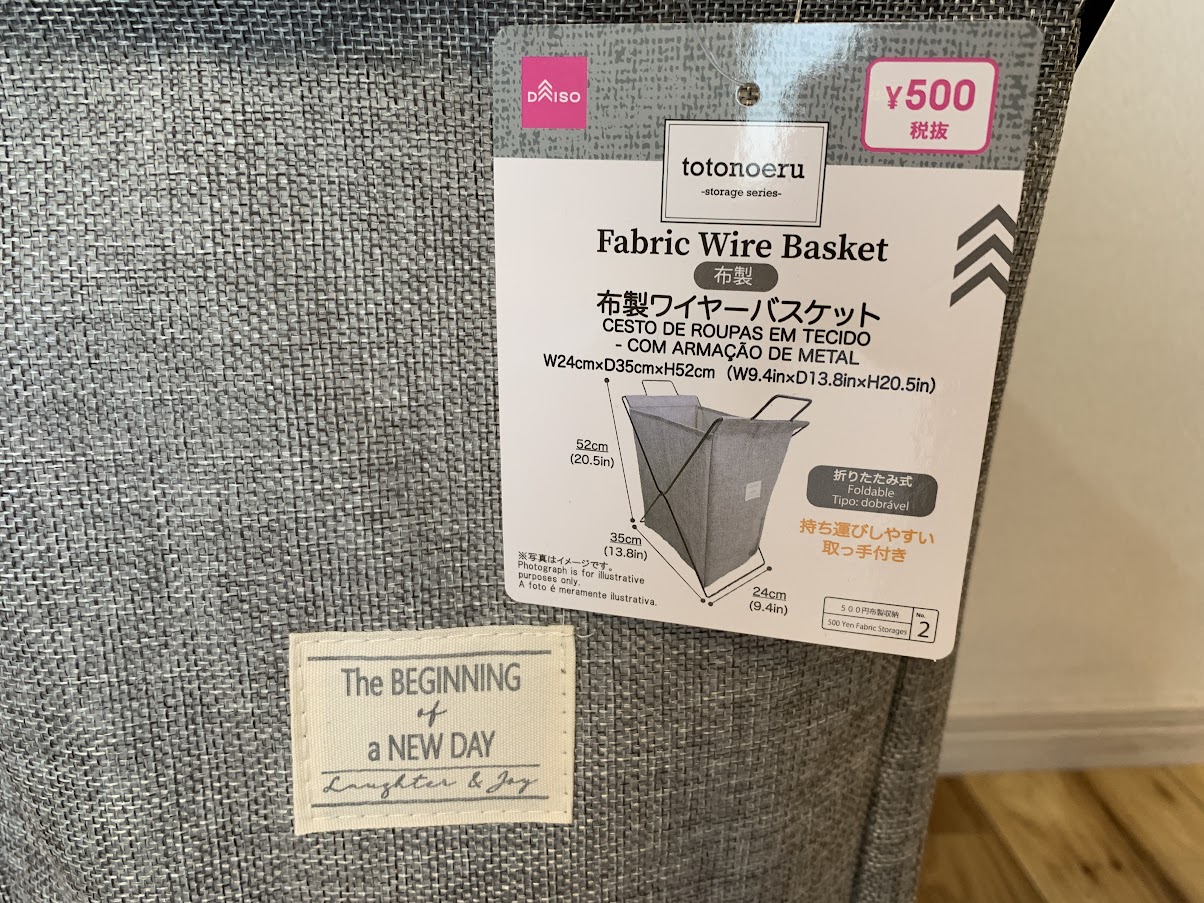 DAISO
¥500
税抜
totonoeru
-storage series-
Fabric Wire Basket
布製
布製ワイヤーバスケット
CESTO DE ROUPAS EM TECIDO
- COM ARMAÇÃO DE METAL
W24cm×D35cm×H52cm (W9.4in×D13.8in×H20.5in)
52cm
(20.5in)
35cm
(13.8in)
24cm
(9.4in)
折りたたみ式
Foldable
Tipo: dobrável
持ち運びしやすい
取っ手付き
※写真はイメージです。
Photograph is for illustrative
purposes only.
A foto é meramente ilustrativa.
500円布製収納
500 Yen Fabric Storages
No.
2
The BEGINNING
of
a NEW DAY
Laughter & Joy